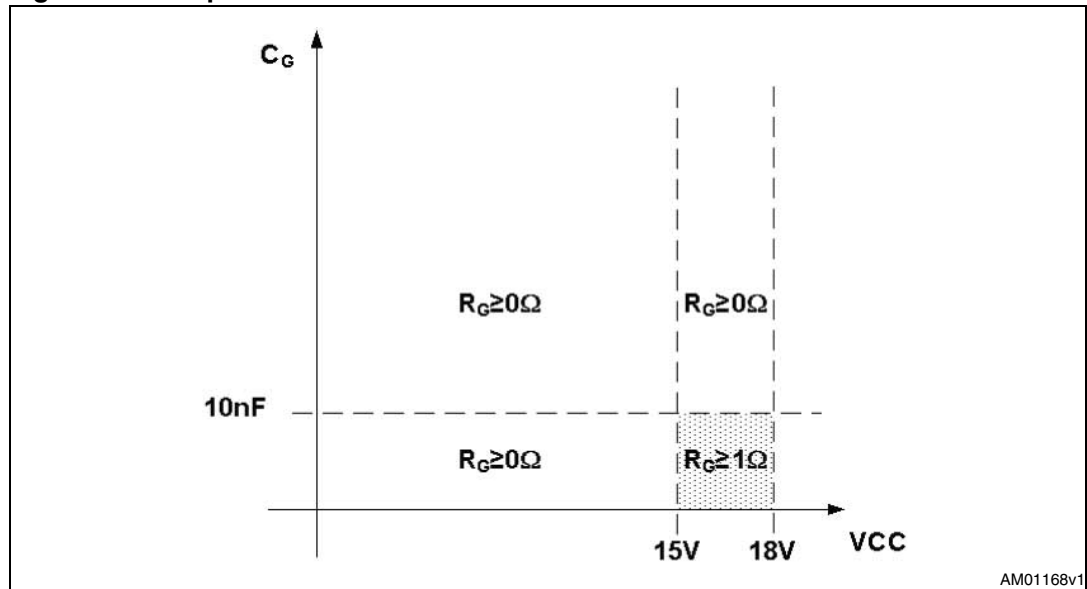 C_G
R_G≥0Ω R_G≥0Ω
10nF
R_G≥0Ω R_G≥1Ω
15V 18V VCC
AM01168v1